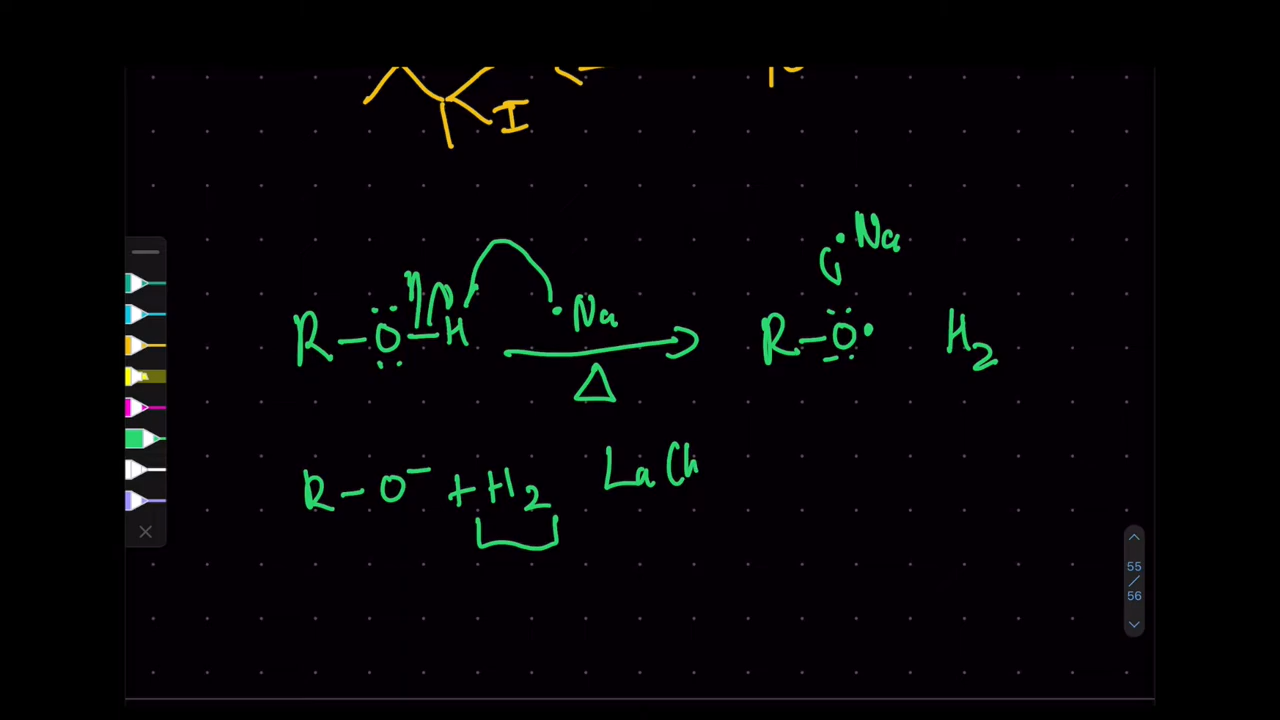 I
Na
R-O-H Na R-O H2
Δ
R-O⁻ + H2 La Ch
55
/
56